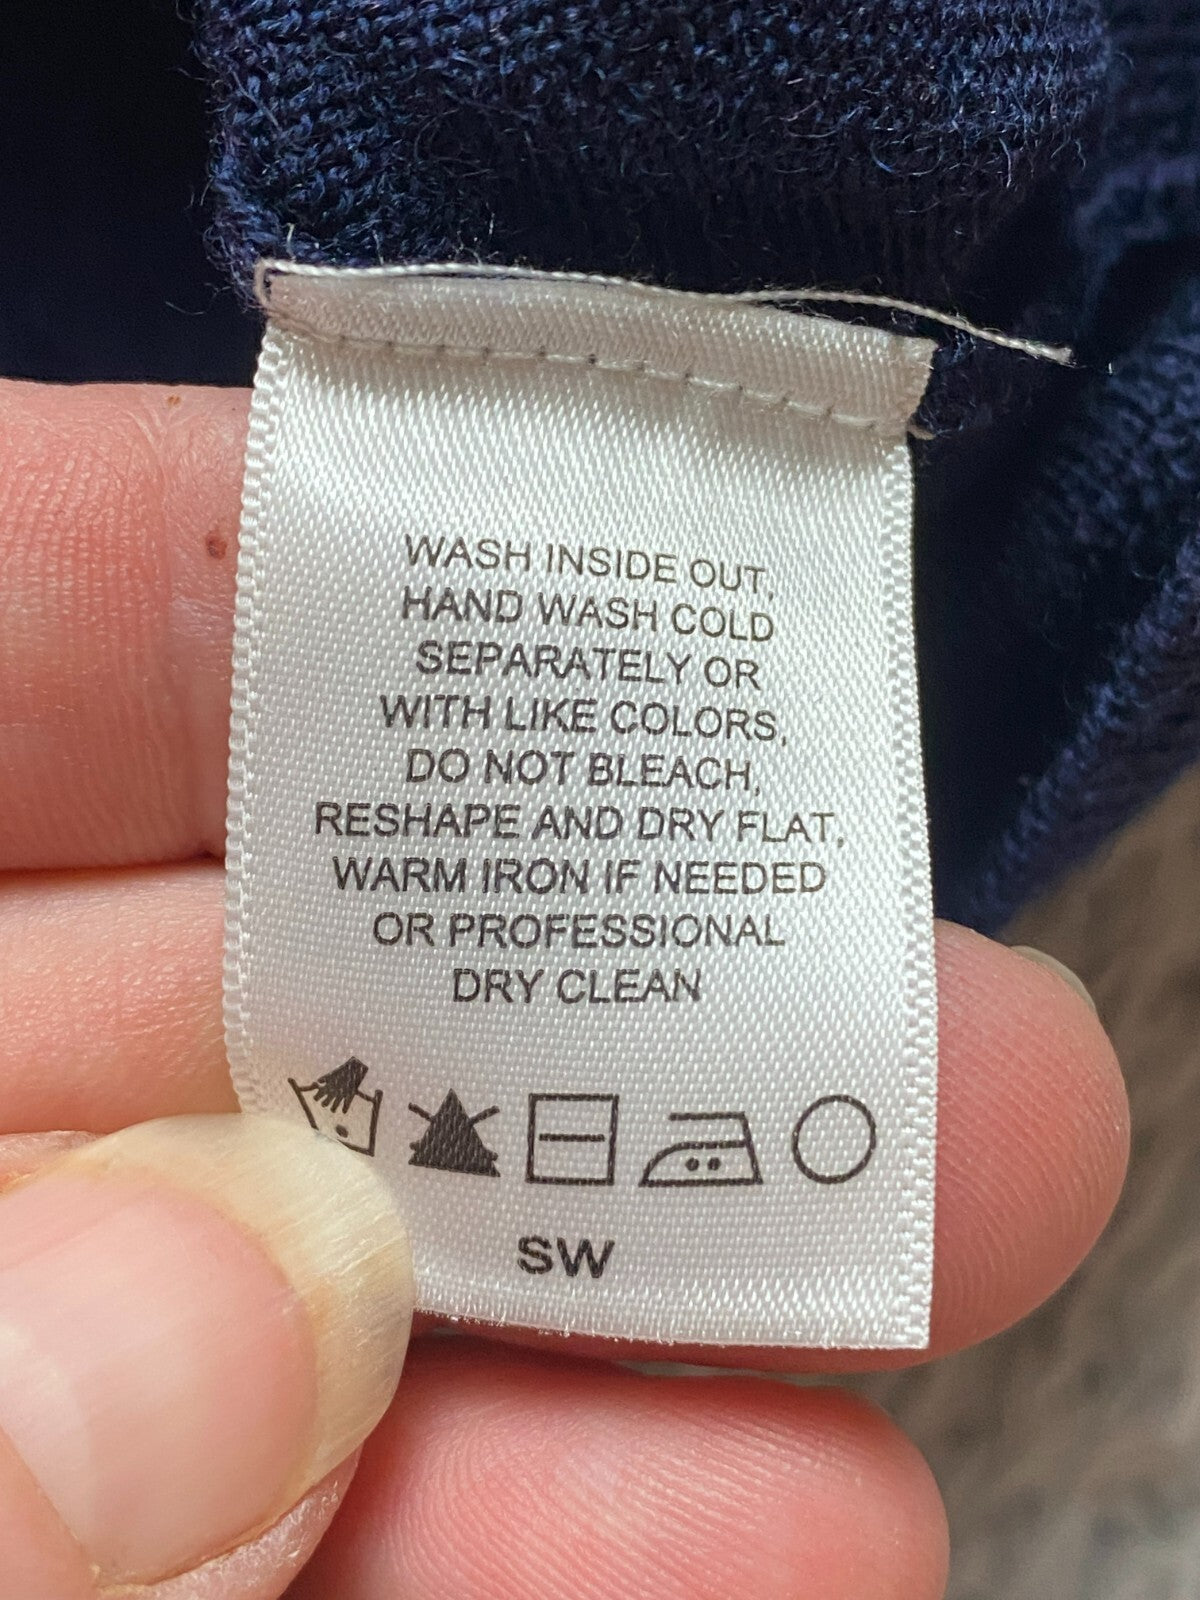 WASH INSIDE OUT,
HAND WASH COLD
SEPARATELY OR
WITH LIKE COLORS,
DO NOT BLEACH,
RESHAPE AND DRY FLAT,
WARM IRON IF NEEDED
OR PROFESSIONAL
DRY CLEAN
SW